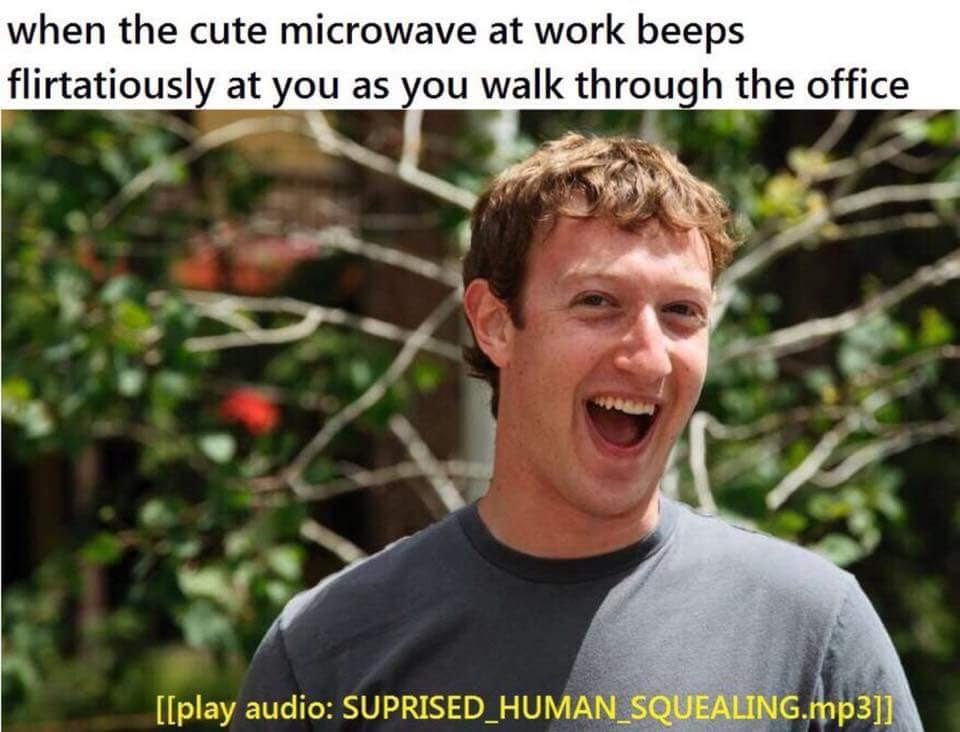 when the cute microwave at work beeps
flirtatiously at you as you walk through the office
[[play audio: SUPRISED_HUMAN_SQUEALING.mp3]]